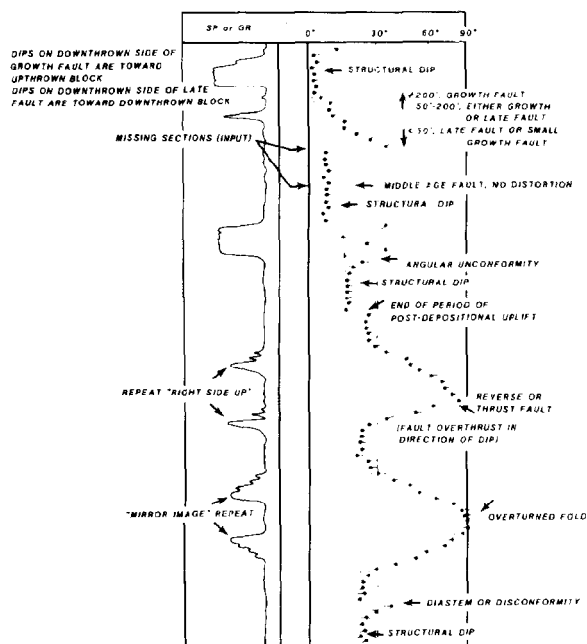 SP or GR
0° 30° 60° 90°
DIPS ON DOWNTHROWN SIDE OF
GROWTH FAULT ARE TOWARD
UPTHROWN BLOCK
DIPS ON DOWNTHROWN SIDE OF LATE
FAULT ARE TOWARD DOWNTHROWN BLOCK
STRUCTURAL DIP
≠200', GROWTH FAULT
50'-200', EITHER GROWTH
OR LATE FAULT
<50', LATE FAULT OR SMALL
GROWTH FAULT
MISSING SECTIONS (INPUT)
MIDDLE AGE FAULT, NO DISTORTION
STRUCTURAL DIP
ANGULAR UNCONFORMITY
STRUCTURAL DIP
END OF PERIOD OF
POST-DEPOSITIONAL UPLIFT
REPEAT "RIGHT SIDE UP"
REVERSE OR
THRUST FAULT
(FAULT OVERTHRUST IN
DIRECTION OF DIP)
"MIRROR IMAGE" REPEAT
OVERTURNED FOLD
DIASTEM OR DISCONFORMITY
STRUCTURAL DIP